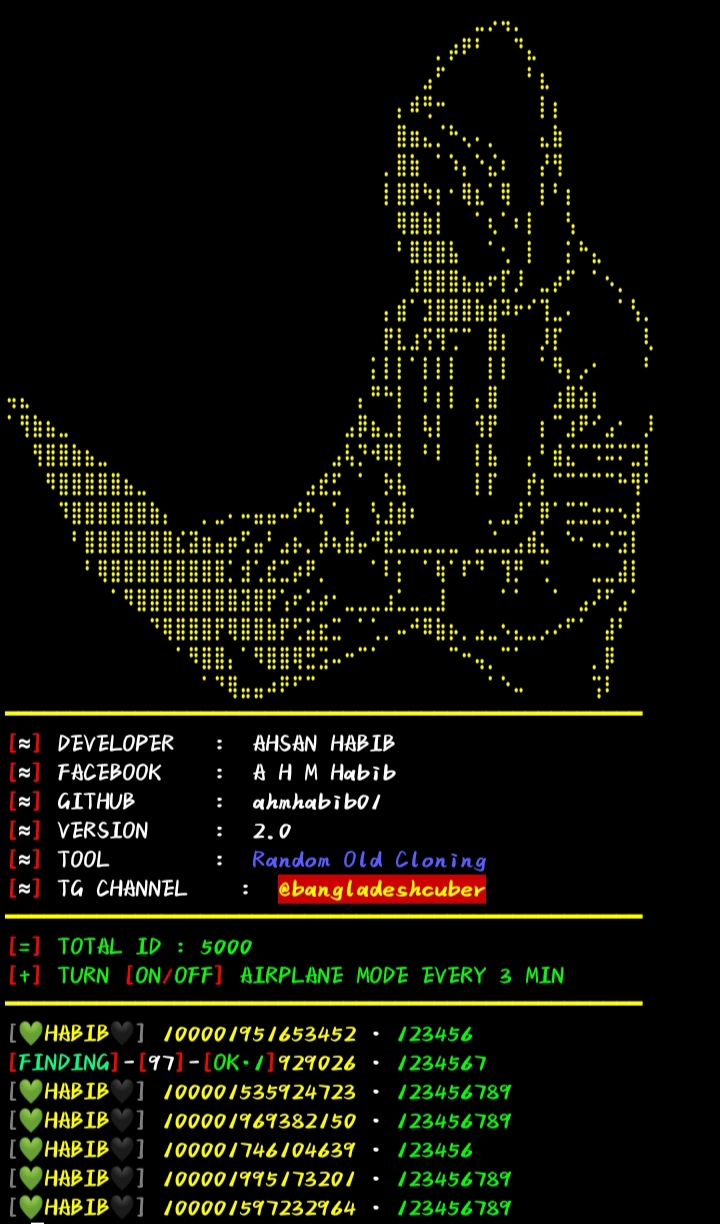 [≈] DEVELOPER : AHSAN HABIB
[≈] FACEBOOK : A H M Habib
[≈] GITHUB : ahmhabib01
[≈] VERSION : 2.0
[≈] TOOL : Random Old Cloning
[≈] TG CHANNEL : @bangladeshcuber
[=] TOTAL ID : 5000
[+] TURN [ON/OFF] AIRPLANE MODE EVERY 3 MIN
[💚HABIB🖤] 100001951653452 • 123456
[FINDING]-[97]-[OK•1]929026 • 1234567
[💚HABIB🖤] 100001535924723 • 123456789
[💚HABIB🖤] 100001969382150 • 123456789
[💚HABIB🖤] 100001746104639 • 123456
[💚HABIB🖤] 100001995173201 • 123456789
[💚HABIB🖤] 100001597232964 • 123456789